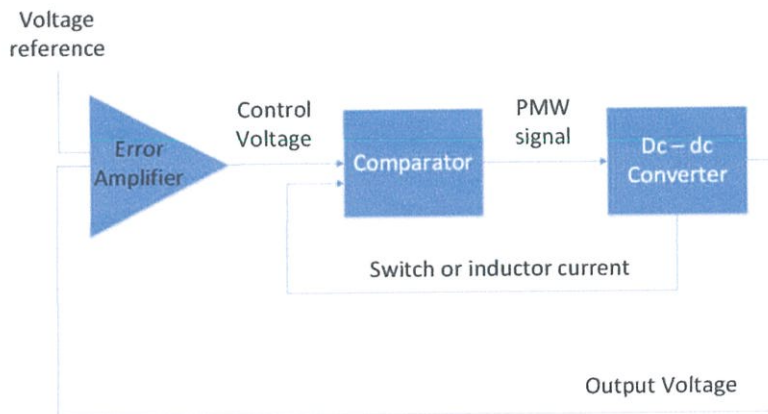 Voltage
reference
Error
Amplifier
Control
Voltage
Comparator
PMW
signal
Dc – dc
Converter
Switch or inductor current
Output Voltage